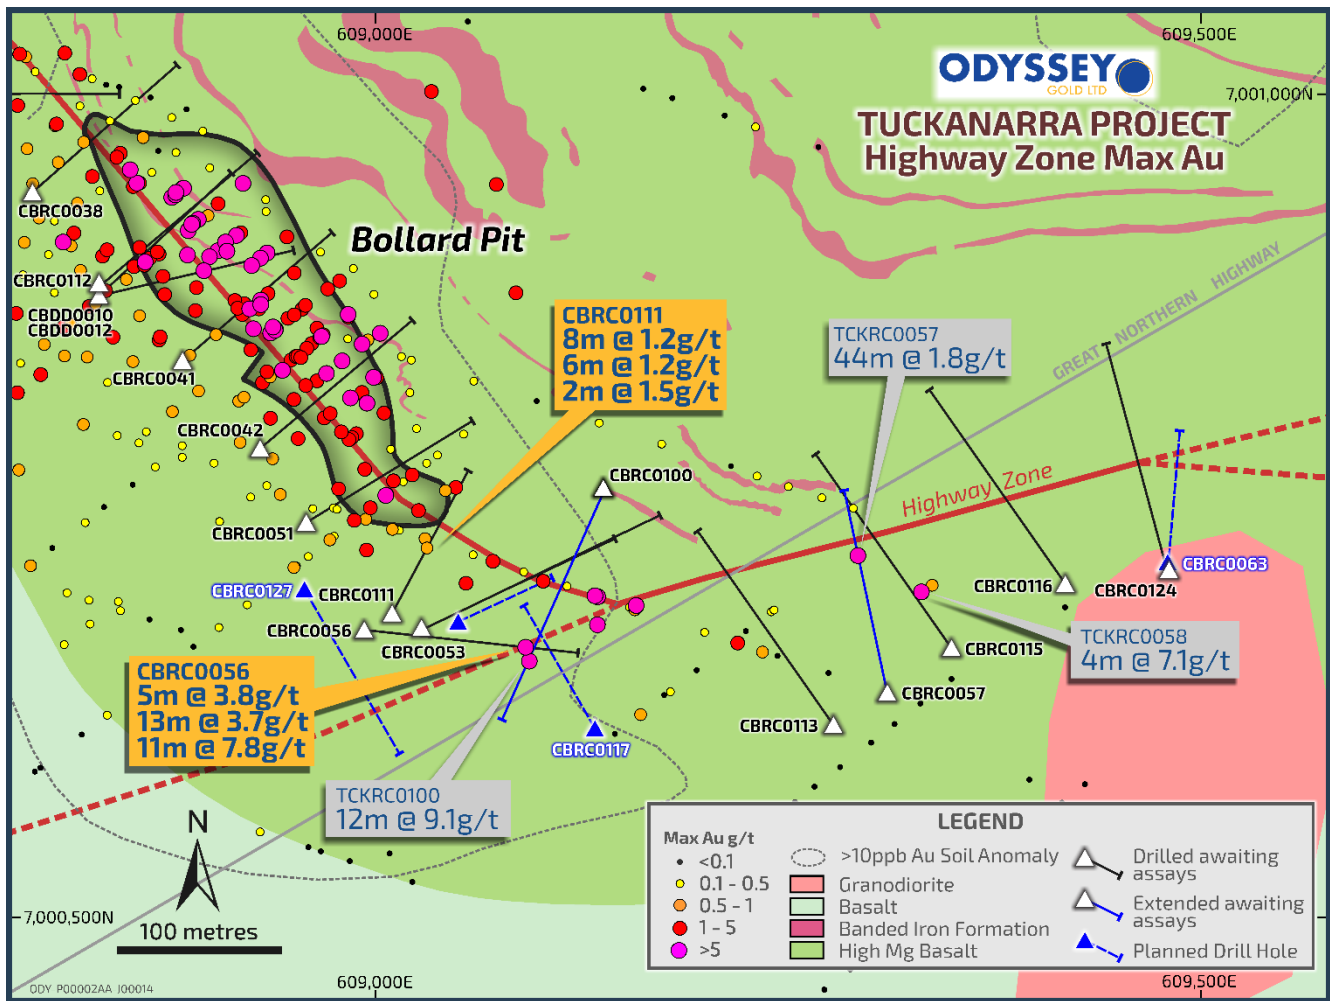 609,000E
609,500E
ODYSSEY
GOLD LTD
7,001,000N
TUCKANARRA PROJECT
Highway Zone Max Au
CBRC0038
Bollard Pit
GREAT NORTHERN HIGHWAY
CBRC0112
CBDD0010
CBDD0012
CBRC0111
8m @ 1.2g/t
6m @ 1.2g/t
2m @ 1.5g/t
TCKRC0057
44m @ 1.8g/t
CBRC0041
CBRC0042
CBRC0100
Highway Zone
CBRC0051
CBRC0127
CBRC0111
CBRC0116
CBRC0124
CBRC0063
CBRC0056
CBRC0053
TCKRC0058
4m @ 7.1g/t
CBRC0115
CBRC0056
5m @ 3.8g/t
13m @ 3.7g/t
11m @ 7.8g/t
CBRC0057
CBRC0113
CBRC0117
TCKRC0100
12m @ 9.1g/t
N
100 metres
7,000,500N
LEGEND
Max Au g/t
<0.1
0.1 - 0.5
0.5 - 1
1 - 5
>5
>10ppb Au Soil Anomaly
Granodiorite
Basalt
Banded Iron Formation
High Mg Basalt
Drilled awaiting
assays
Extended awaiting
assays
Planned Drill Hole
ODY P00002AA J00014
609,000E
609,500E